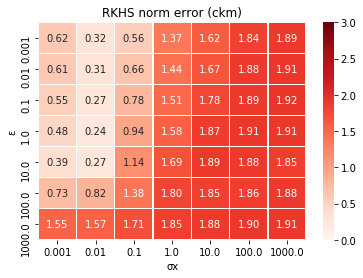 RKHS norm error (ckm)
0.001 0.62 0.32 0.56 1.37 1.62 1.84 1.89
0.01 0.61 0.31 0.66 1.44 1.67 1.88 1.91
0.1 0.55 0.27 0.78 1.51 1.78 1.89 1.92
1.0 0.48 0.24 0.94 1.58 1.87 1.91 1.91
10.0 0.39 0.27 1.14 1.69 1.89 1.88 1.85
100.0 0.73 0.82 1.38 1.80 1.85 1.86 1.88
1000.0 1.55 1.57 1.71 1.85 1.88 1.90 1.91
0.001 0.01 0.1 1.0 10.0 100.0 1000.0
σx
ε
3.0
2.5
2.0
1.5
1.0
0.5
0.0